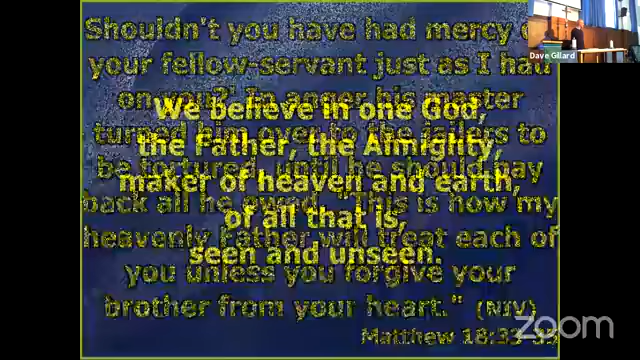 Shouldn't you have had mercy
your fellow-servant just as I had
on you?' In anger his master
turned him over to the jailers to
be tortured, until he should pay
back all he owed. "This is how my
heavenly Father will treat each of
you unless you forgive your
brother from your heart." (NIV)
Matthew 18:33-35
We believe in one God,
the Father, the Almighty,
maker of heaven and earth,
of all that is,
seen and unseen.
Dave Gillard
zoom